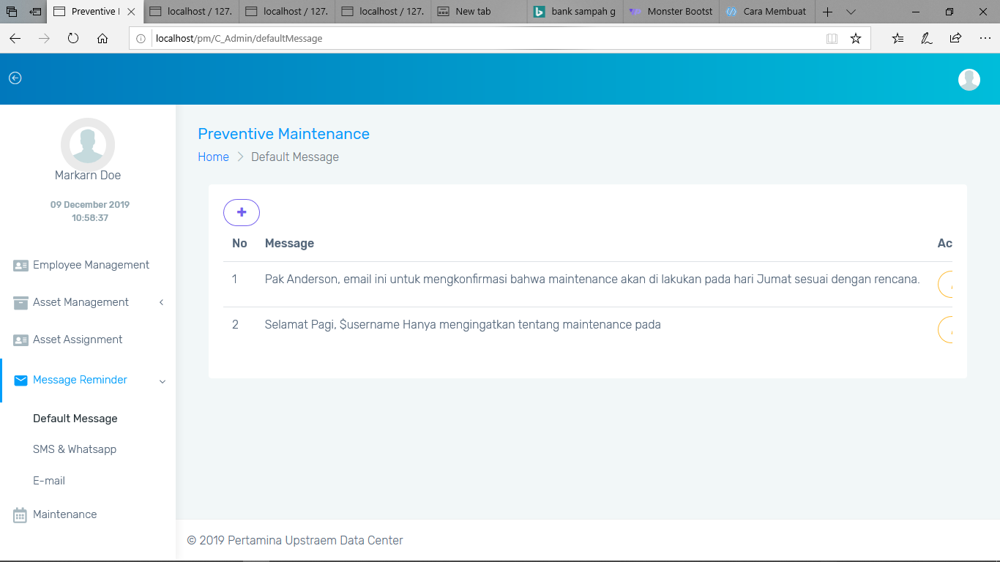 Preventive
localhost / 127.
localhost / 127.
localhost / 127.
New tab
bank sampah g
Monster Bootst
Cara Membuat
localhost/pm/C_Admin/defaultMessage
Markarn Doe
09 December 2019
10:58:37
Employee Management
Asset Management
Asset Assignment
Message Reminder
Default Message
SMS & Whatsapp
E-mail
Maintenance
Preventive Maintenance
Home > Default Message
+
No Message Ac
1 Pak Anderson, email ini untuk mengkonfirmasi bahwa maintenance akan di lakukan pada hari Jumat sesuai dengan rencana.
2 Selamat Pagi, $username Hanya mengingatkan tentang maintenance pada
© 2019 Pertamina Upstraem Data Center